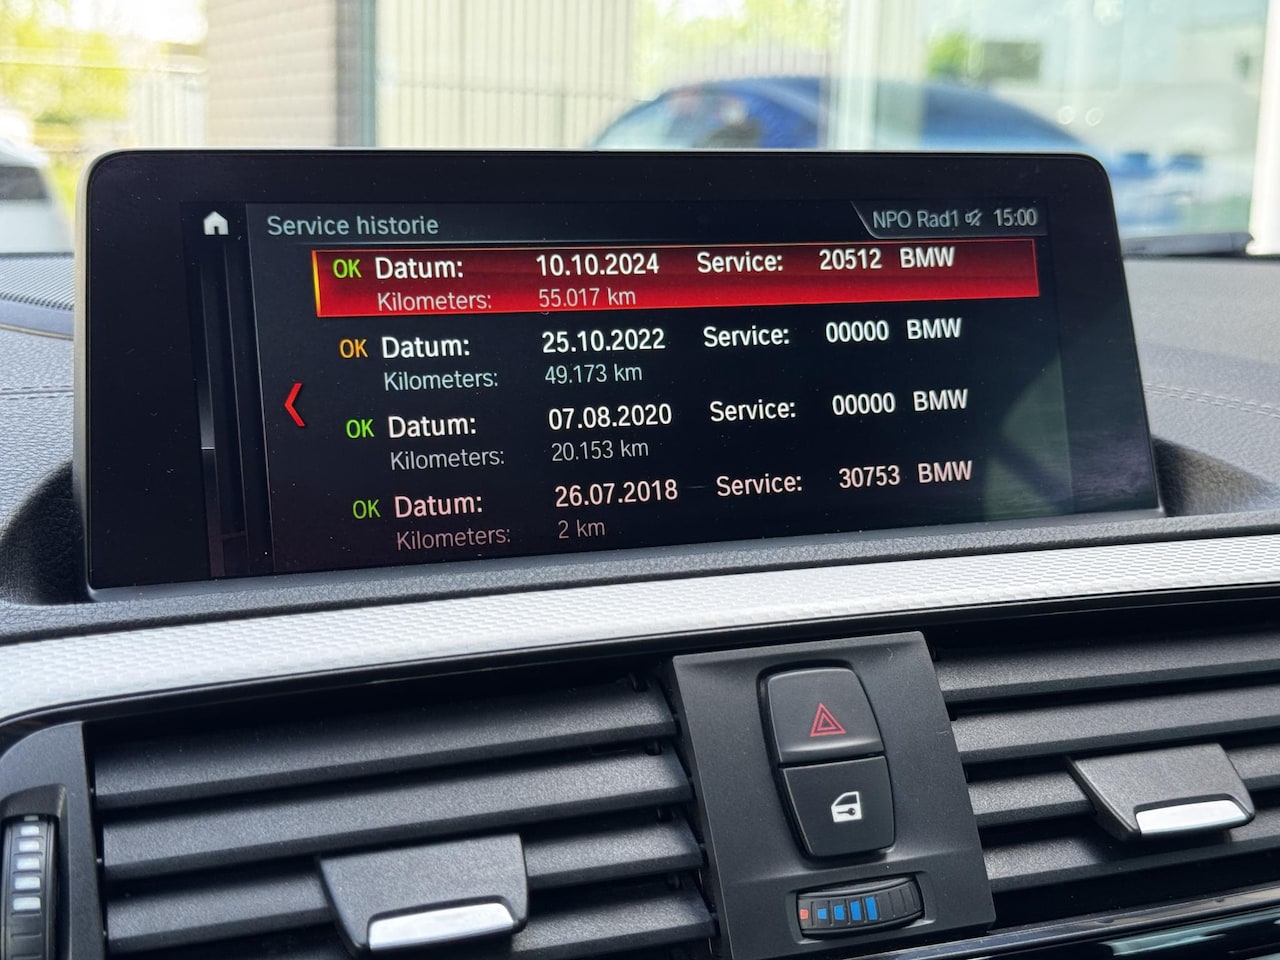 Service historie NPO Rad1 15:00
OK Datum: 10.10.2024 Service: 20512 BMW
Kilometers: 55.017 km
OK Datum: 25.10.2022 Service: 00000 BMW
Kilometers: 49.173 km
OK Datum: 07.08.2020 Service: 00000 BMW
Kilometers: 20.153 km
OK Datum: 26.07.2018 Service: 30753 BMW
Kilometers: 2 km